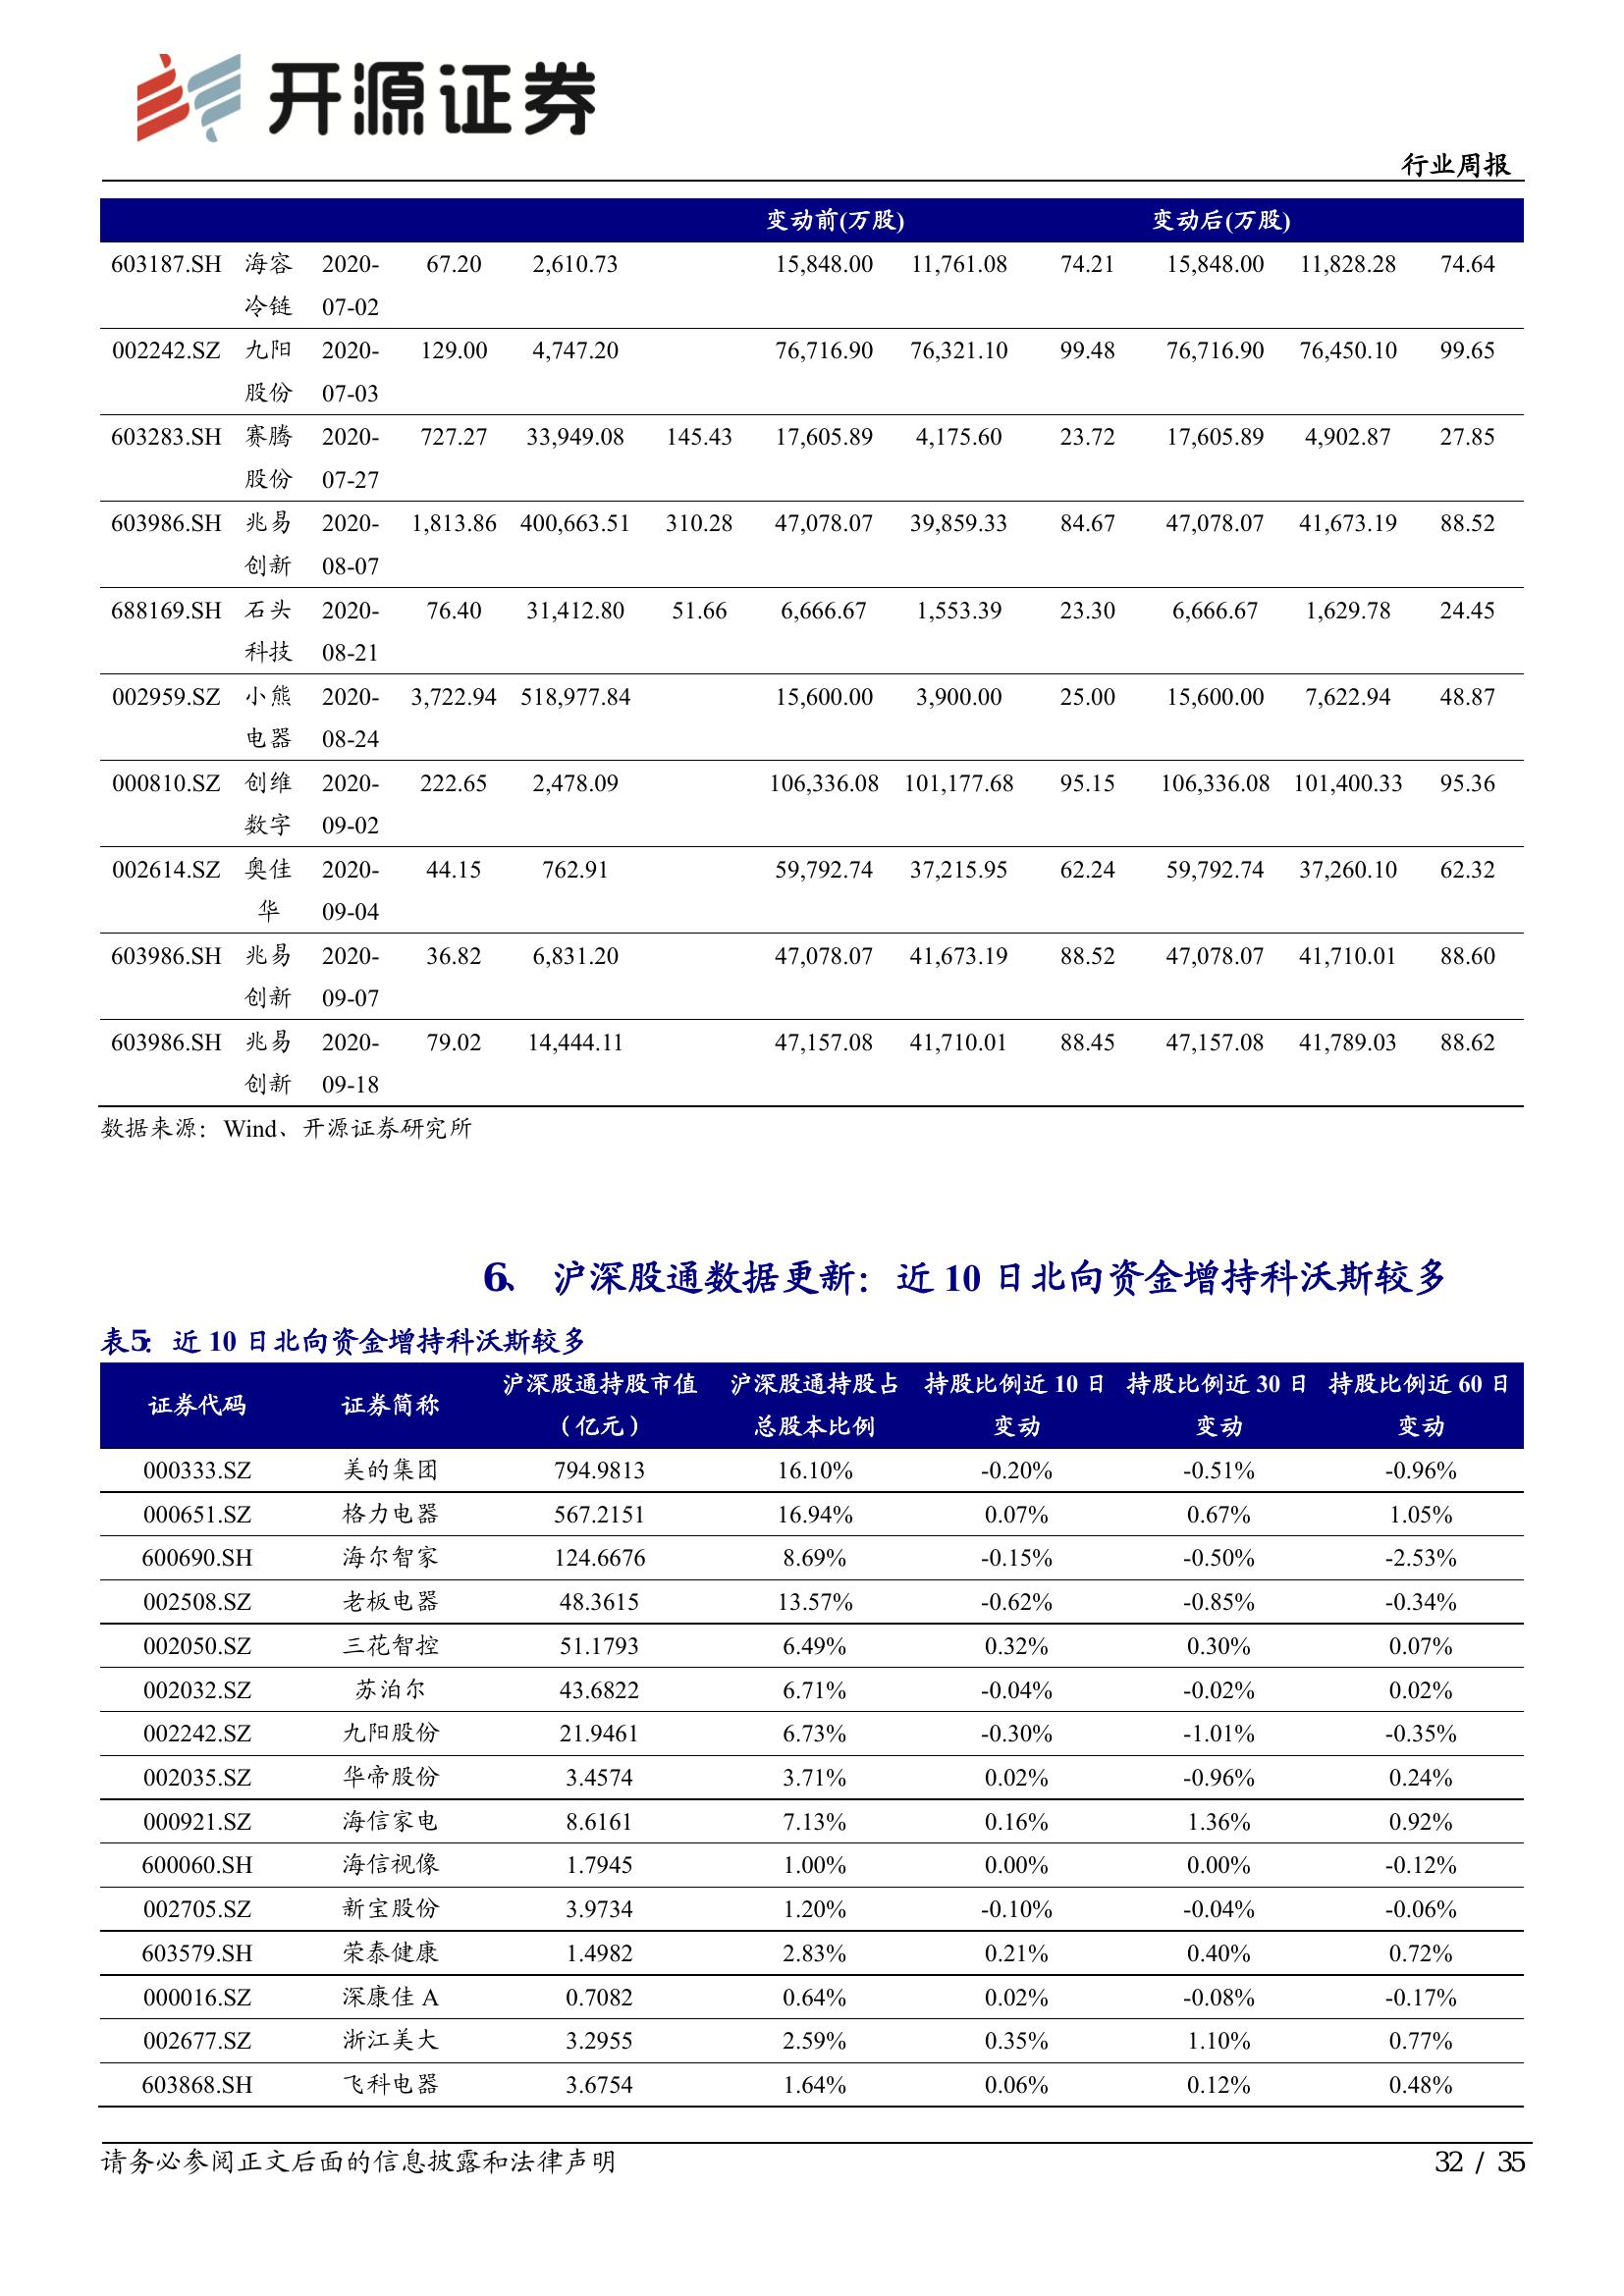 开源证券
行业周报
变动前(万股) 变动后(万股)
603187.SH 海容 2020- 67.20 2,610.73 15,848.00 11,761.08 74.21 15,848.00 11,828.28 74.64
冷链 07-02
002242.SZ 九阳 2020- 129.00 4,747.20 76,716.90 76,321.10 99.48 76,716.90 76,450.10 99.65
股份 07-03
603283.SH 赛腾 2020- 727.27 33,949.08 145.43 17,605.89 4,175.60 23.72 17,605.89 4,902.87 27.85
股份 07-27
603986.SH 兆易 2020- 1,813.86 400,663.51 310.28 47,078.07 39,859.33 84.67 47,078.07 41,673.19 88.52
创新 08-07
688169.SH 石头 2020- 76.40 31,412.80 51.66 6,666.67 1,553.39 23.30 6,666.67 1,629.78 24.45
科技 08-21
002959.SZ 小熊 2020- 3,722.94 518,977.84 15,600.00 3,900.00 25.00 15,600.00 7,622.94 48.87
电器 08-24
000810.SZ 创维 2020- 222.65 2,478.09 106,336.08 101,177.68 95.15 106,336.08 101,400.33 95.36
数字 09-02
002614.SZ 奥佳 2020- 44.15 762.91 59,792.74 37,215.95 62.24 59,792.74 37,260.10 62.32
华 09-04
603986.SH 兆易 2020- 36.82 6,831.20 47,078.07 41,673.19 88.52 47,078.07 41,710.01 88.60
创新 09-07
603986.SH 兆易 2020- 79.02 14,444.11 47,157.08 41,710.01 88.45 47,157.08 41,789.03 88.62
创新 09-18
数据来源：Wind、开源证券研究所
6、 沪深股通数据更新：近 10 日北向资金增持科沃斯较多
表5：近 10 日北向资金增持科沃斯较多
证券代码 证券简称 沪深股通持股市值 沪深股通持股占 持股比例近 10 日 持股比例近 30 日 持股比例近 60 日
（亿元） 总股本比例 变动 变动 变动
000333.SZ 美的集团 794.9813 16.10% -0.20% -0.51% -0.96%
000651.SZ 格力电器 567.2151 16.94% 0.07% 0.67% 1.05%
600690.SH 海尔智家 124.6676 8.69% -0.15% -0.50% -2.53%
002508.SZ 老板电器 48.3615 13.57% -0.62% -0.85% -0.34%
002050.SZ 三花智控 51.1793 6.49% 0.32% 0.30% 0.07%
002032.SZ 苏泊尔 43.6822 6.71% -0.04% -0.02% 0.02%
002242.SZ 九阳股份 21.9461 6.73% -0.30% -1.01% -0.35%
002035.SZ 华帝股份 3.4574 3.71% 0.02% -0.96% 0.24%
000921.SZ 海信家电 8.6161 7.13% 0.16% 1.36% 0.92%
600060.SH 海信视像 1.7945 1.00% 0.00% 0.00% -0.12%
002705.SZ 新宝股份 3.9734 1.20% -0.10% -0.04% -0.06%
603579.SH 荣泰健康 1.4982 2.83% 0.21% 0.40% 0.72%
000016.SZ 深康佳 A 0.7082 0.64% 0.02% -0.08% -0.17%
002677.SZ 浙江美大 3.2955 2.59% 0.35% 1.10% 0.77%
603868.SH 飞科电器 3.6754 1.64% 0.06% 0.12% 0.48%
请务必参阅正文后面的信息披露和法律声明 32 / 35